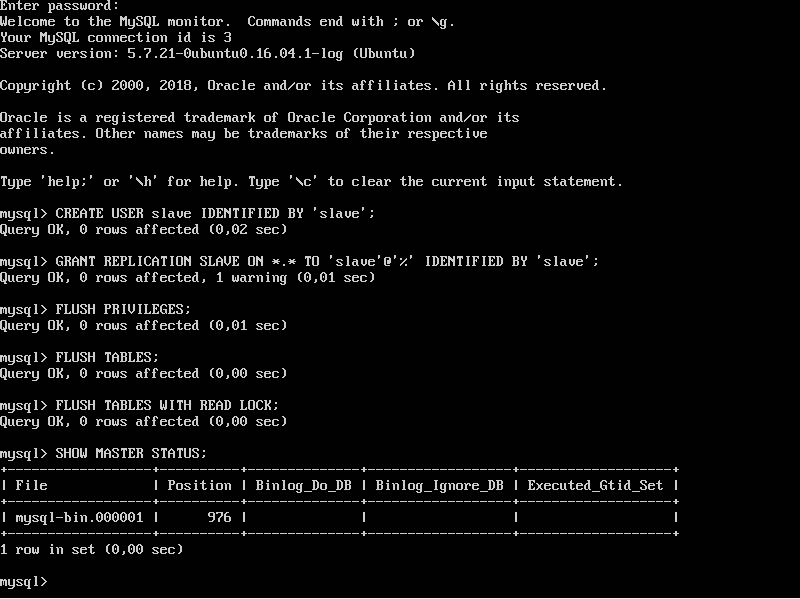 Enter password:
Welcome to the MySQL monitor.  Commands end with ; or \g.
Your MySQL connection id is 3
Server version: 5.7.21-0ubuntu0.16.04.1-log (Ubuntu)

Copyright (c) 2000, 2018, Oracle and/or its affiliates. All rights reserved.

Oracle is a registered trademark of Oracle Corporation and/or its
affiliates. Other names may be trademarks of their respective
owners.

Type 'help;' or '\h' for help. Type '\c' to clear the current input statement.

mysql> CREATE USER slave IDENTIFIED BY 'slave';
Query OK, 0 rows affected (0,02 sec)

mysql> GRANT REPLICATION SLAVE ON *.* TO 'slave'@'%' IDENTIFIED BY 'slave';
Query OK, 0 rows affected, 1 warning (0,01 sec)

mysql> FLUSH PRIVILEGES;
Query OK, 0 rows affected (0,01 sec)

mysql> FLUSH TABLES;
Query OK, 0 rows affected (0,00 sec)

mysql> FLUSH TABLES WITH READ LOCK;
Query OK, 0 rows affected (0,00 sec)

mysql> SHOW MASTER STATUS;
+------------------+----------+--------------+------------------+-------------------+
| File             | Position | Binlog_Do_DB | Binlog_Ignore_DB | Executed_Gtid_Set |
+------------------+----------+--------------+------------------+-------------------+
| mysql-bin.000001 |      976 |              |                  |                   |
+------------------+----------+--------------+------------------+-------------------+
1 row in set (0,00 sec)

mysql>